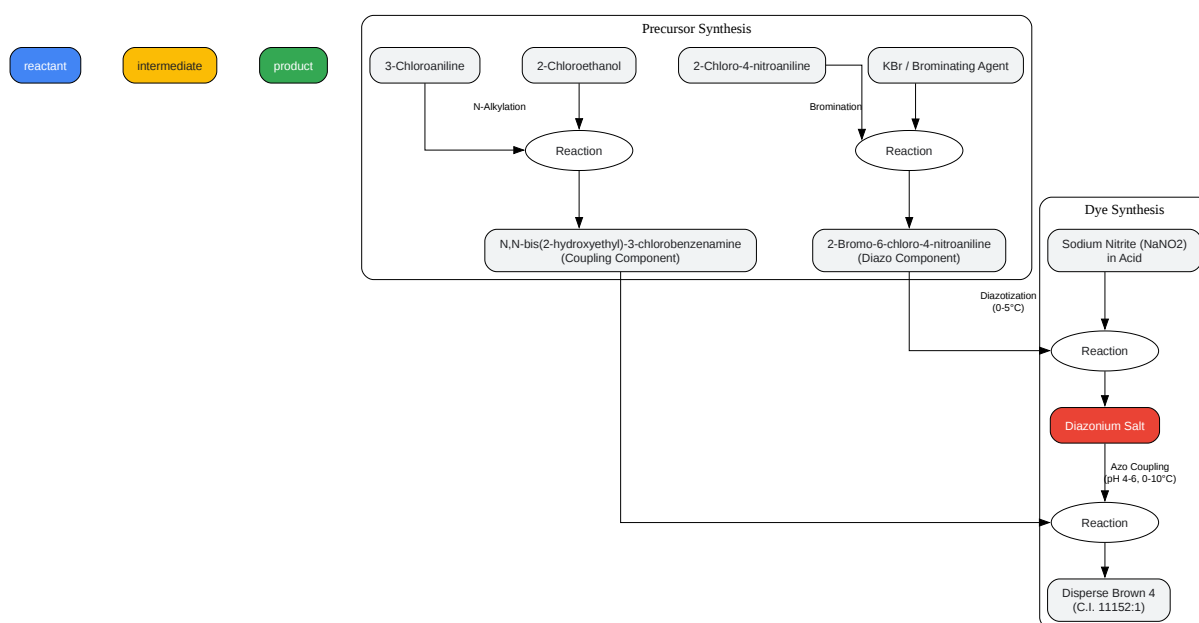 Precursor Synthesis
reactant
intermediate
product
3-Chloroaniline
2-Chloroethanol
2-Chloro-4-nitroaniline
KBr / Brominating Agent
N-Alkylation
Bromination
Reaction
Reaction
Dye Synthesis
N,N-bis(2-hydroxyethyl)-3-chlorobenzenamine
(Coupling Component)
2-Bromo-6-chloro-4-nitroaniline
(Diazo Component)
Sodium Nitrite (NaNO2)
in Acid
Diazotization
(0-5°C)
Reaction
Diazonium Salt
Azo Coupling
(pH 4-6, 0-10°C)
Reaction
Disperse Brown 4
(C.I. 11152:1)